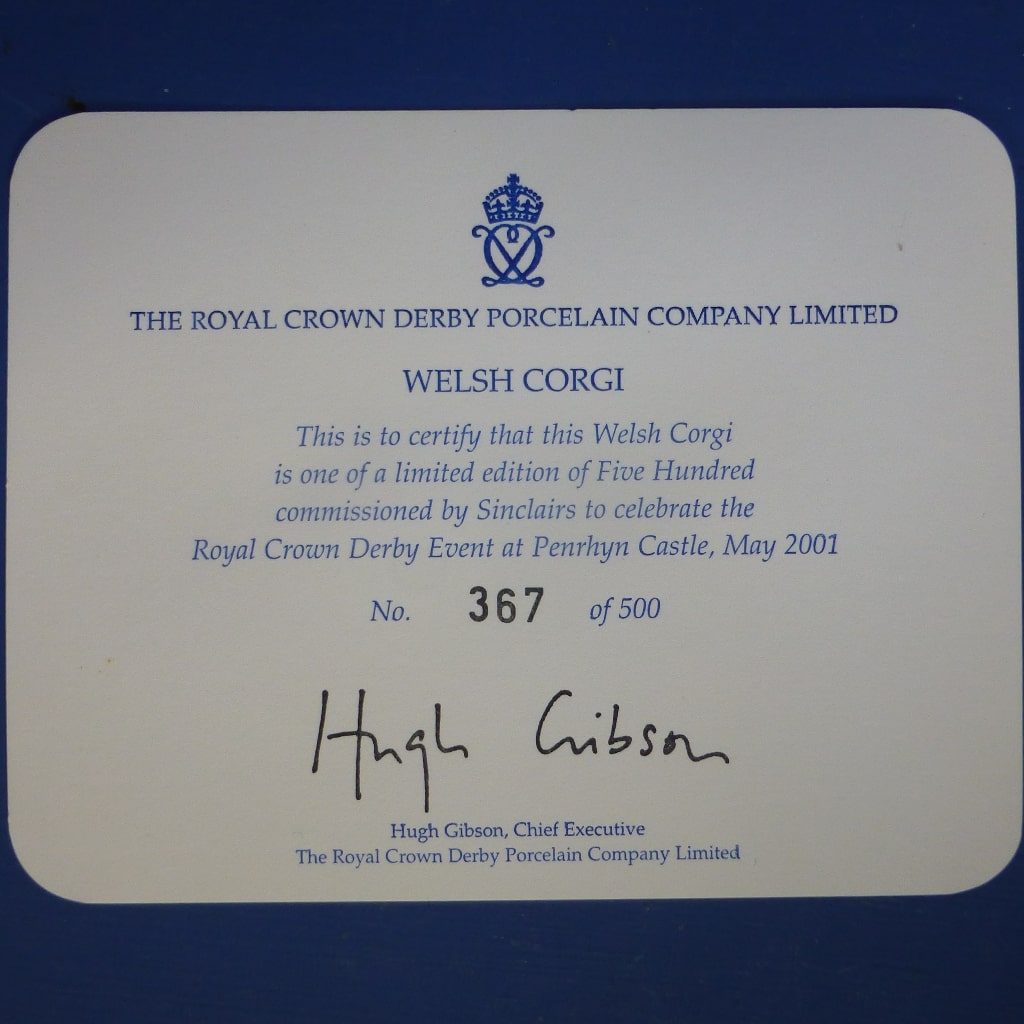 THE ROYAL CROWN DERBY PORCELAIN COMPANY LIMITED
WELSH CORGI
This is to certify that this Welsh Corgi
is one of a limited edition of Five Hundred
commissioned by Sinclairs to celebrate the
Royal Crown Derby Event at Penrhyn Castle, May 2001
No. 367 of 500
Hugh Gibson
Hugh Gibson, Chief Executive
The Royal Crown Derby Porcelain Company Limited